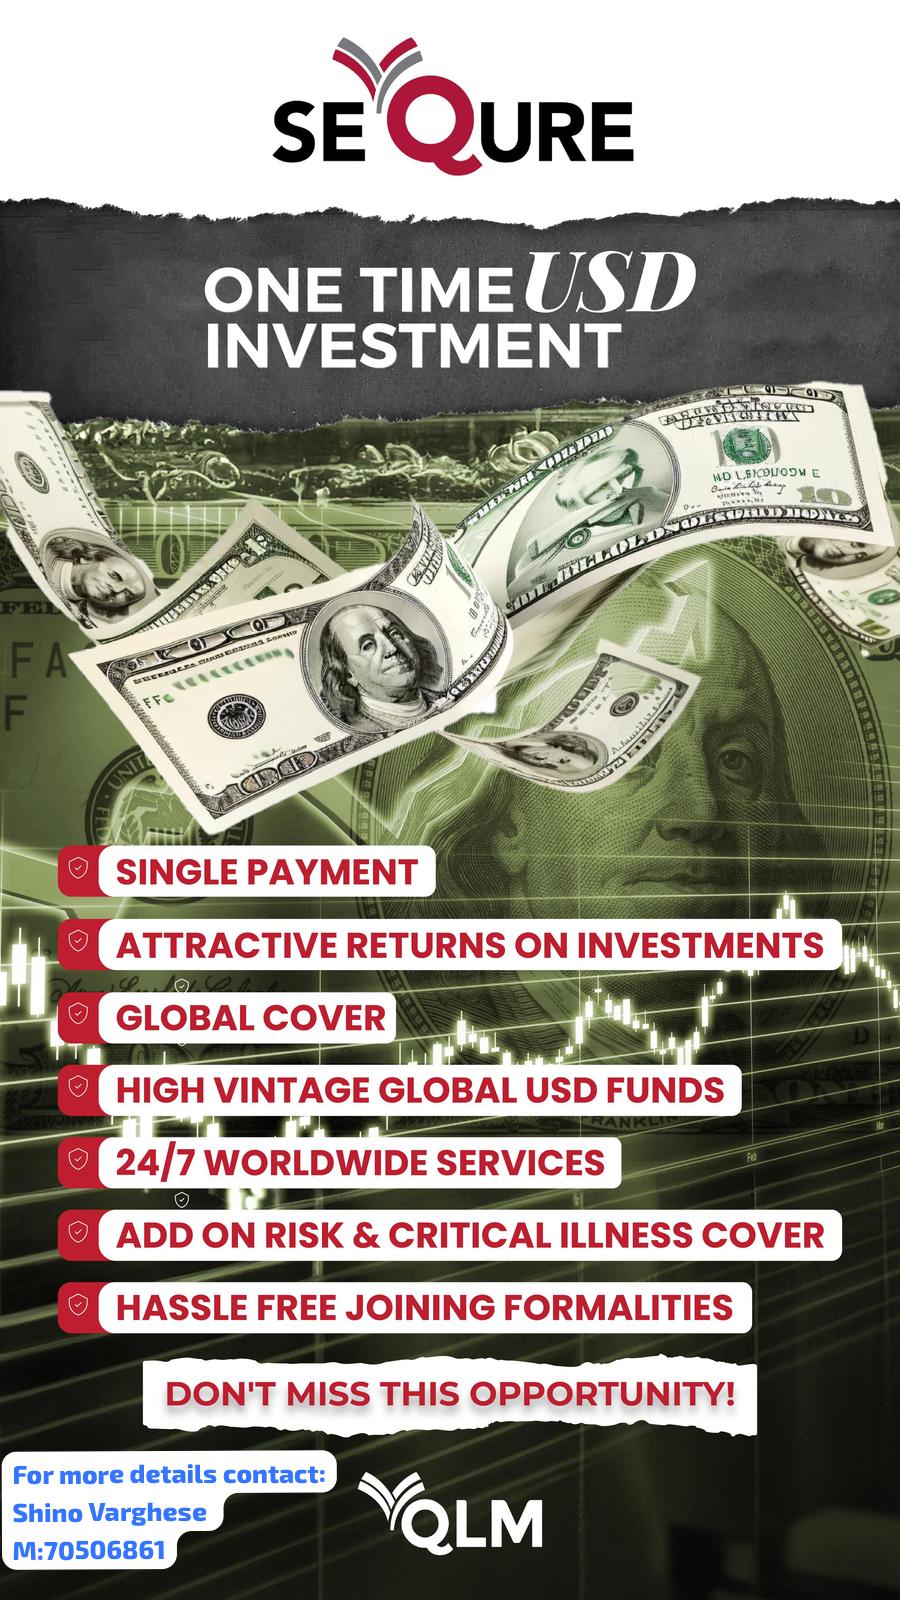 SEQURE
ONE TIME USD
INVESTMENT
SINGLE PAYMENT
ATTRACTIVE RETURNS ON INVESTMENTS
GLOBAL COVER
HIGH VINTAGE GLOBAL USD FUNDS
24/7 WORLDWIDE SERVICES
ADD ON RISK & CRITICAL ILLNESS COVER
HASSLE FREE JOINING FORMALITIES
DON'T MISS THIS OPPORTUNITY!
For more details contact:
Shino Varghese
M:70506861
QLM